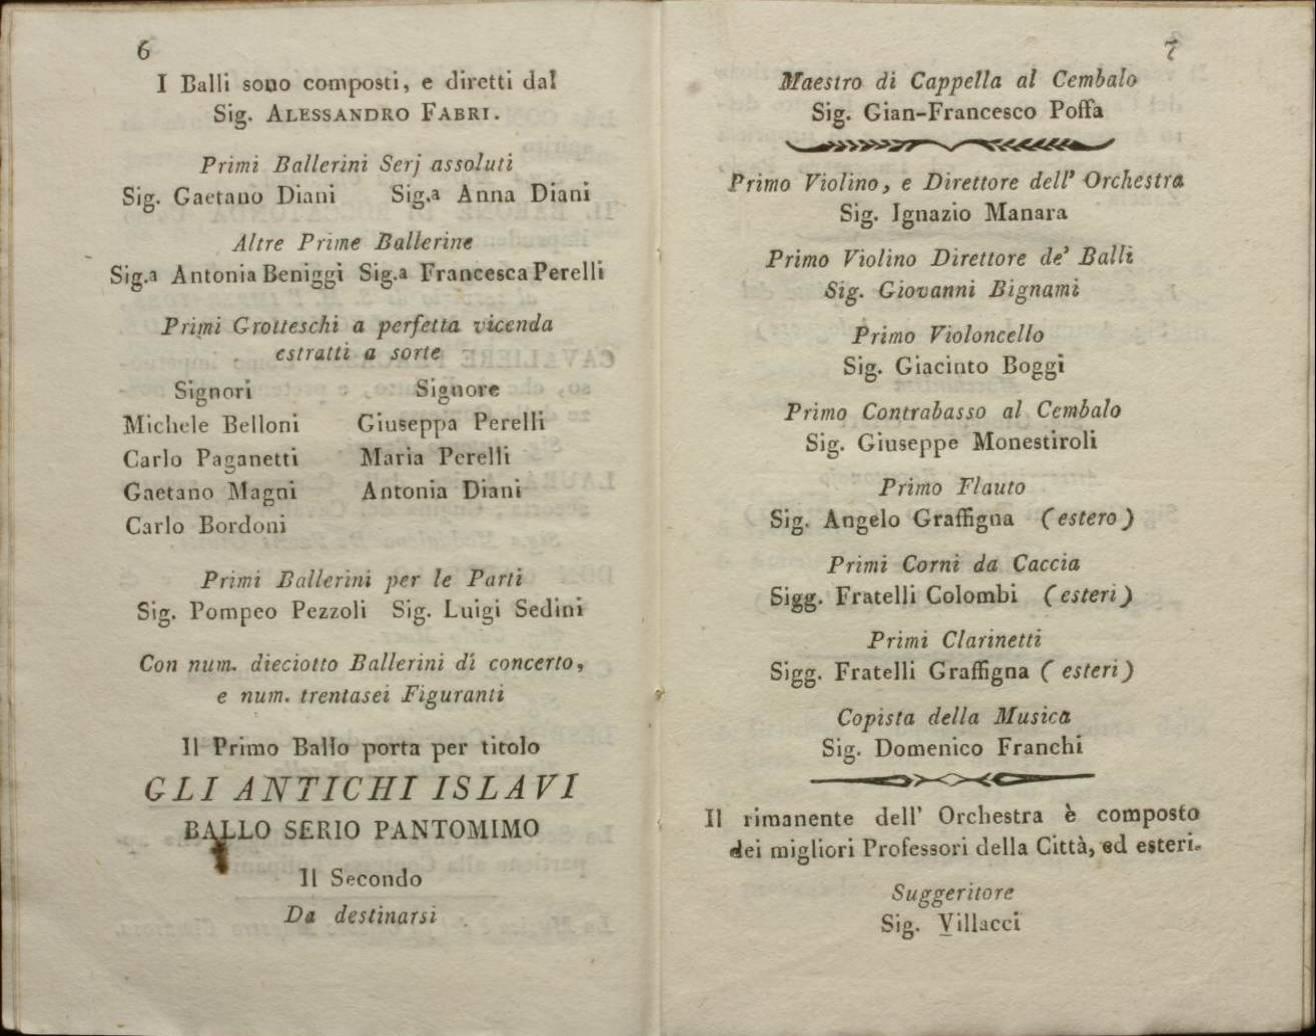 6
I Balli sono composti, e diretti dal
Sig. ALESSANDRO FABRI.
Primi Ballerini Serj assoluti
Sig. Gaetano Diani Sig.a Anna Diani
Altre Prime Ballerine
Sig.a Antonia Beniggi Sig.a Francesca Perelli
Primi Grotteschi a perfetta vicenda
estratti a sorte
Signori Signore
Michele Belloni Giuseppa Perelli
Carlo Paganetti Maria Perelli
Gaetano Magni Antonia Diani
Carlo Bordoni
Primi Ballerini per le Parti
Sig. Pompeo Pezzoli Sig. Luigi Sedini
Con num. dieciotto Ballerini di concerto,
e num. trentasei Figuranti
Il Primo Ballo porta per titolo
GLI ANTICHI ISLAVI
BALLO SERIO PANTOMIMO
Il Secondo
Da destinarsi
7
Maestro di Cappella al Cembalo
Sig. Gian-Francesco Poffa
Primo Violino, e Direttore dell' Orchestra
Sig. Ignazio Manara
Primo Violino Direttore de' Balli
Sig. Giovanni Bignami
Primo Violoncello
Sig. Giacinto Boggi
Primo Contrabasso al Cembalo
Sig. Giuseppe Monestiroli
Primo Flauto
Sig. Angelo Graffigna (estero)
Primi Corni da Caccia
Sigg. Fratelli Colombi (esteri)
Primi Clarinetti
Sigg. Fratelli Graffigna (esteri)
Copista della Musica
Sig. Domenico Franchi
Il rimanente dell' Orchestra è composto
dei migliori Professori della Città, ed esteri.
Suggeritore
Sig. Villacci